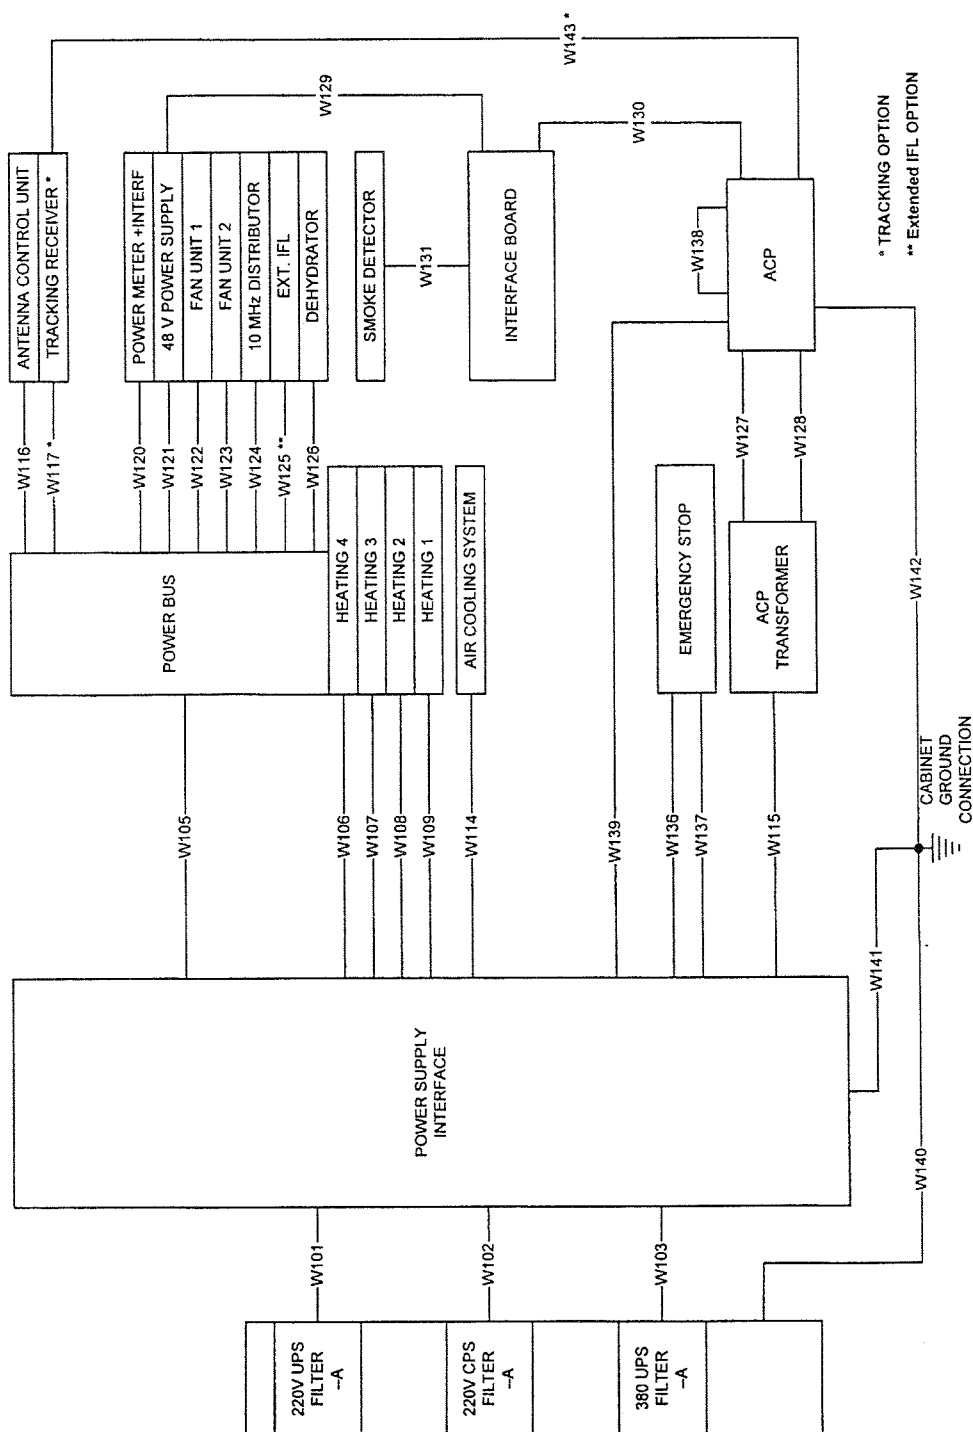 220V UPS
FILTER
--A
220V CPS
FILTER
--A
380 UPS
FILTER
--A
W101
W102
W103
W140
POWER SUPPLY
INTERFACE
W141
CABINET
GROUND
CONNECTION
W105
W106
W107
W108
W109
W114
W139
W136
W137
W115
W142
POWER BUS
HEATING 4
HEATING 3
HEATING 2
HEATING 1
AIR COOLING SYSTEM
EMERGENCY STOP
ACP
TRANSFORMER
W116
W117 *
W120
W121
W122
W123
W124
W125 **
W126
W127
W128
ANTENNA CONTROL UNIT
TRACKING RECEIVER *
POWER METER +INTERF
48 V POWER SUPPLY
FAN UNIT 1
FAN UNIT 2
10 MHz DISTRIBUTOR
EXT. IFL
DEHYDRATOR
SMOKE DETECTOR
W131
INTERFACE BOARD
W138
ACP
W129
W130
W143 *
* TRACKING OPTION
** Extended IFL OPTION